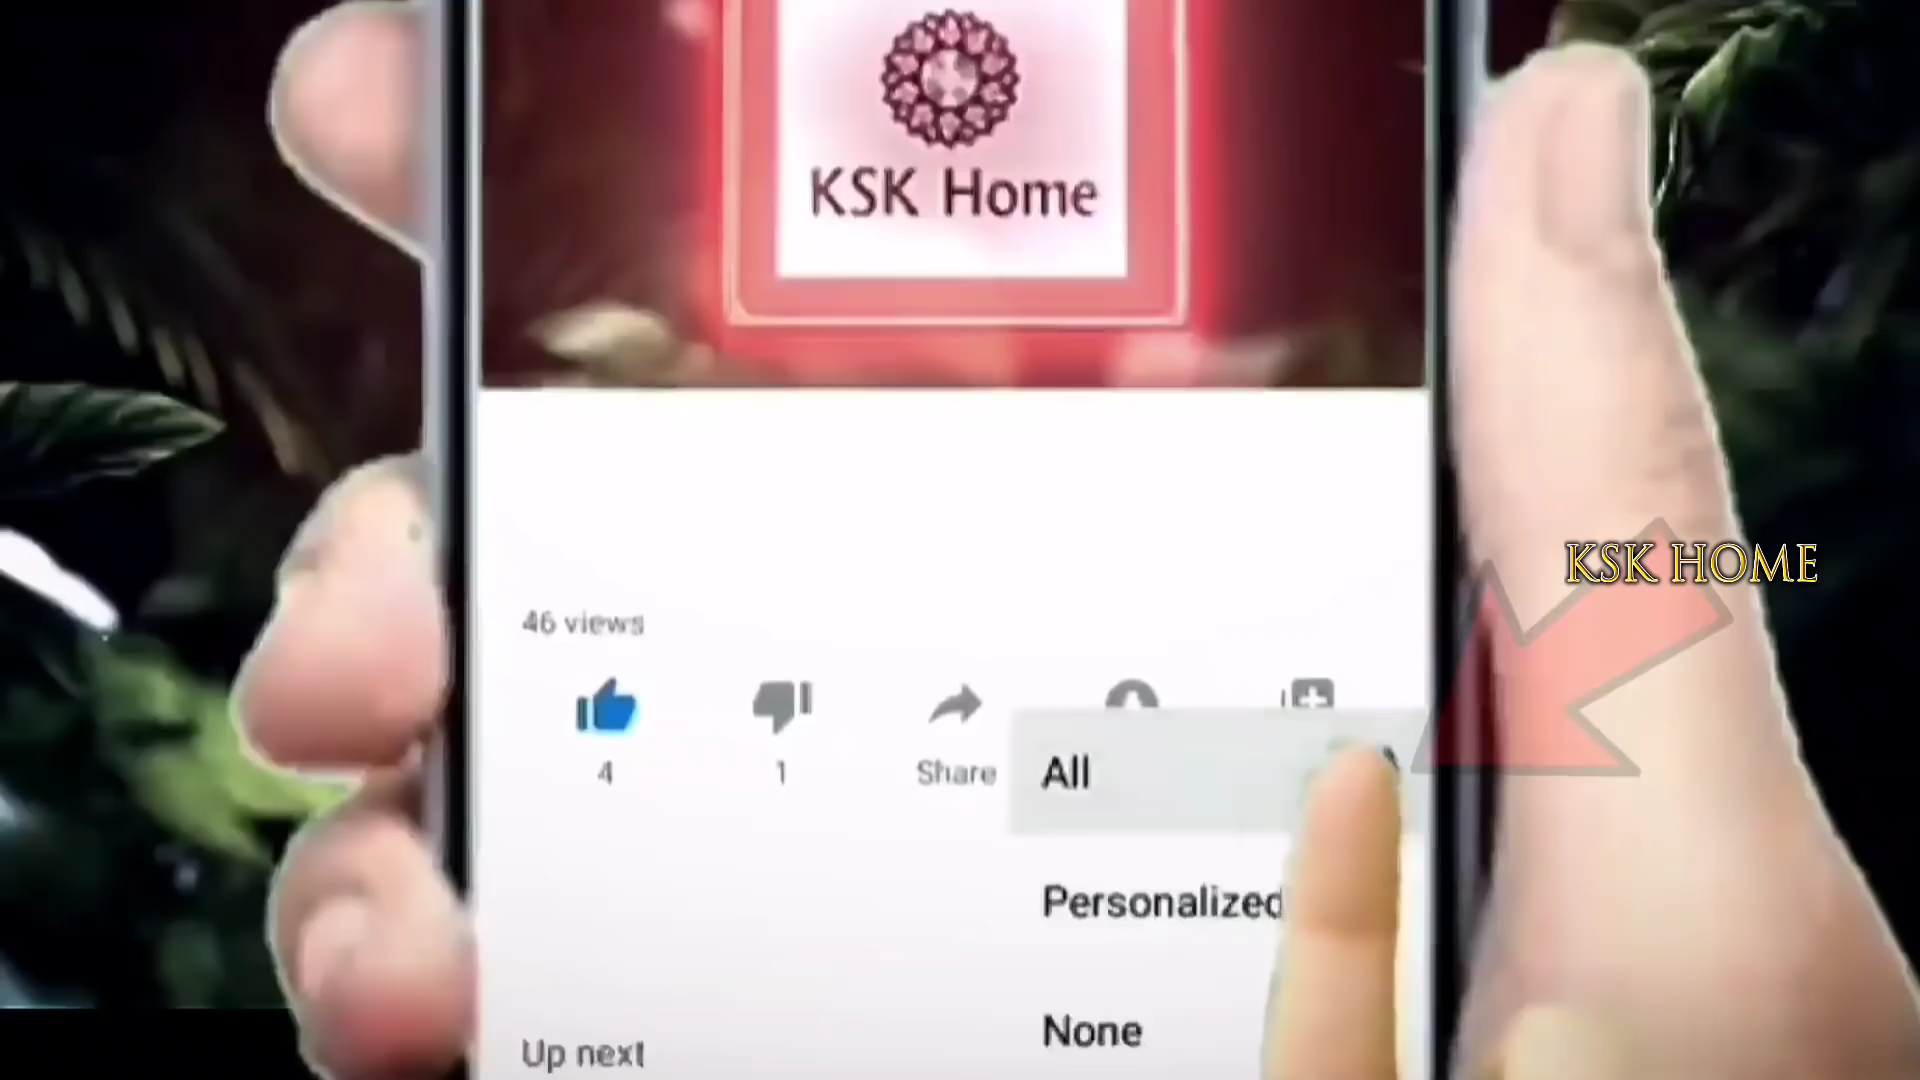 KSK Home
KSK HOME
46 views
4
1
Share
All
Personalized
None
Up next